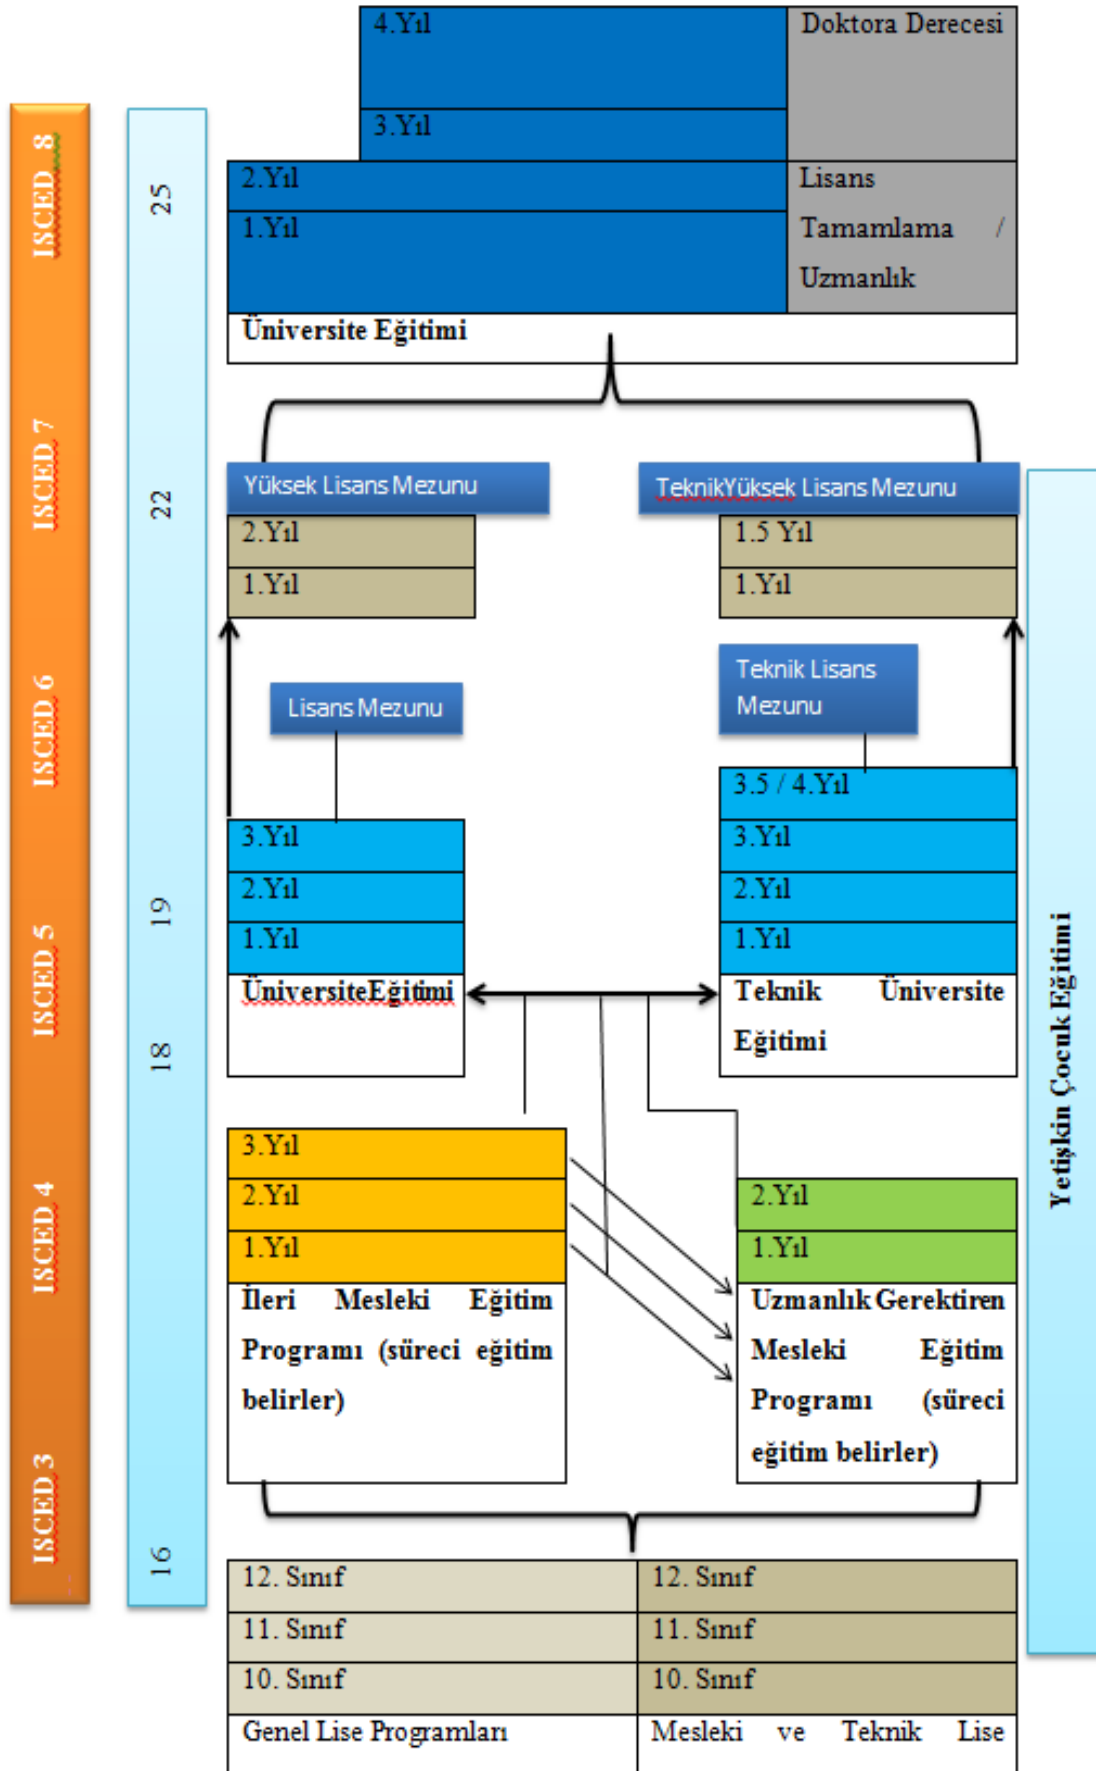 4.Yıl
Doktora Derecesi
3.Yıl
2.Yıl
Lisans
Tamamlama /
Uzmanlık
1.Yıl
Üniversite Eğitimi
ISCED 8
ISCED 7
ISCED 6
ISCED 5
ISCED 4
ISCED 3
25
22
19
18
16
Yüksek Lisans Mezunu
TeknikYüksek Lisans Mezunu
2.Yıl
1.5 Yıl
1.Yıl
1.Yıl
Lisans Mezunu
Teknik Lisans
Mezunu
3.5 / 4.Yıl
3.Yıl
3.Yıl
2.Yıl
2.Yıl
1.Yıl
1.Yıl
ÜniversiteEğitimi
Teknik Üniversite
Eğitimi
3.Yıl
2.Yıl
1.Yıl
İleri Mesleki Eğitim
Programı (süreci eğitim
belirler)
2.Yıl
1.Yıl
Uzmanlık Gerektiren
Mesleki Eğitim
Programı (süreci
eğitim belirler)
12. Sınıf
12. Sınıf
11. Sınıf
11. Sınıf
10. Sınıf
10. Sınıf
Genel Lise Programları
Mesleki ve Teknik Lise
Yetişkin Çocuk Eğitimi